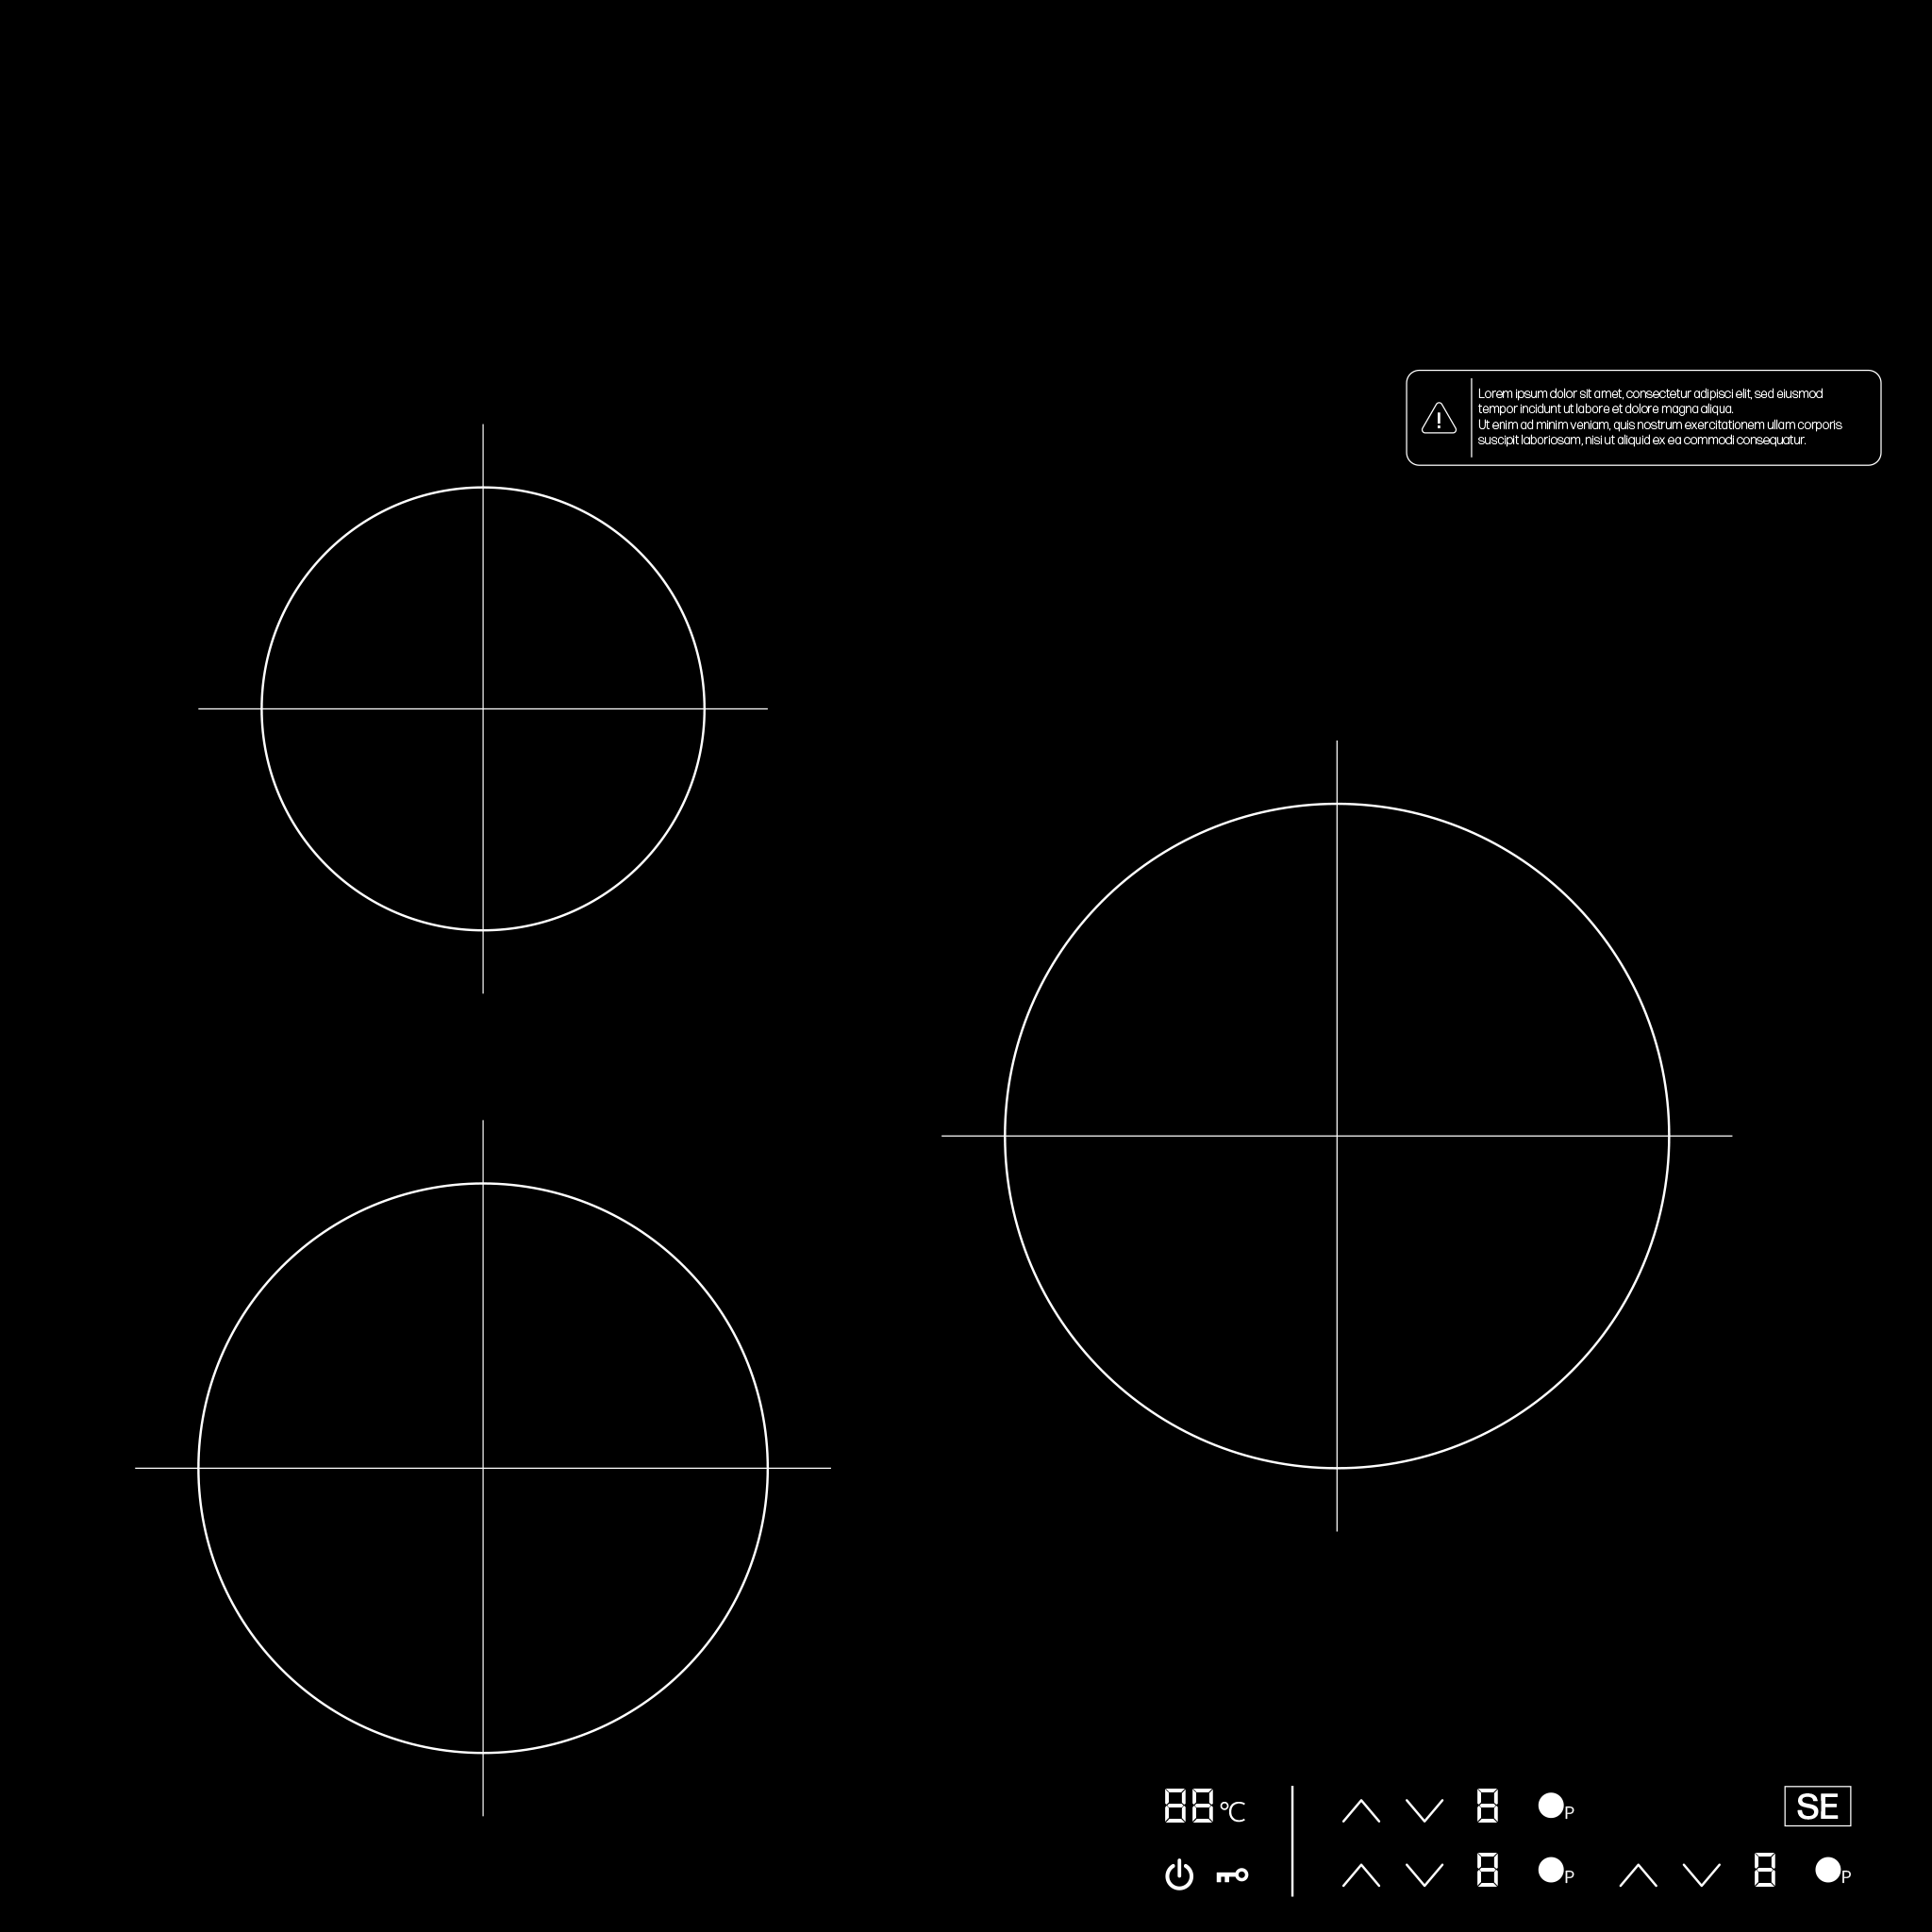 Lorem ipsum dolor sit amet, consectetur adipisci elit, sed eiusmod
tempor incidunt ut labore et dolore magna aliqua.
Ut enim ad minim veniam, quis nostrum exercitationem ullam corporis
suscipit laboriosam, nisi ut aliquid ex ea commodi consequatur.
88°C
8 P
SE
8 P
8 P